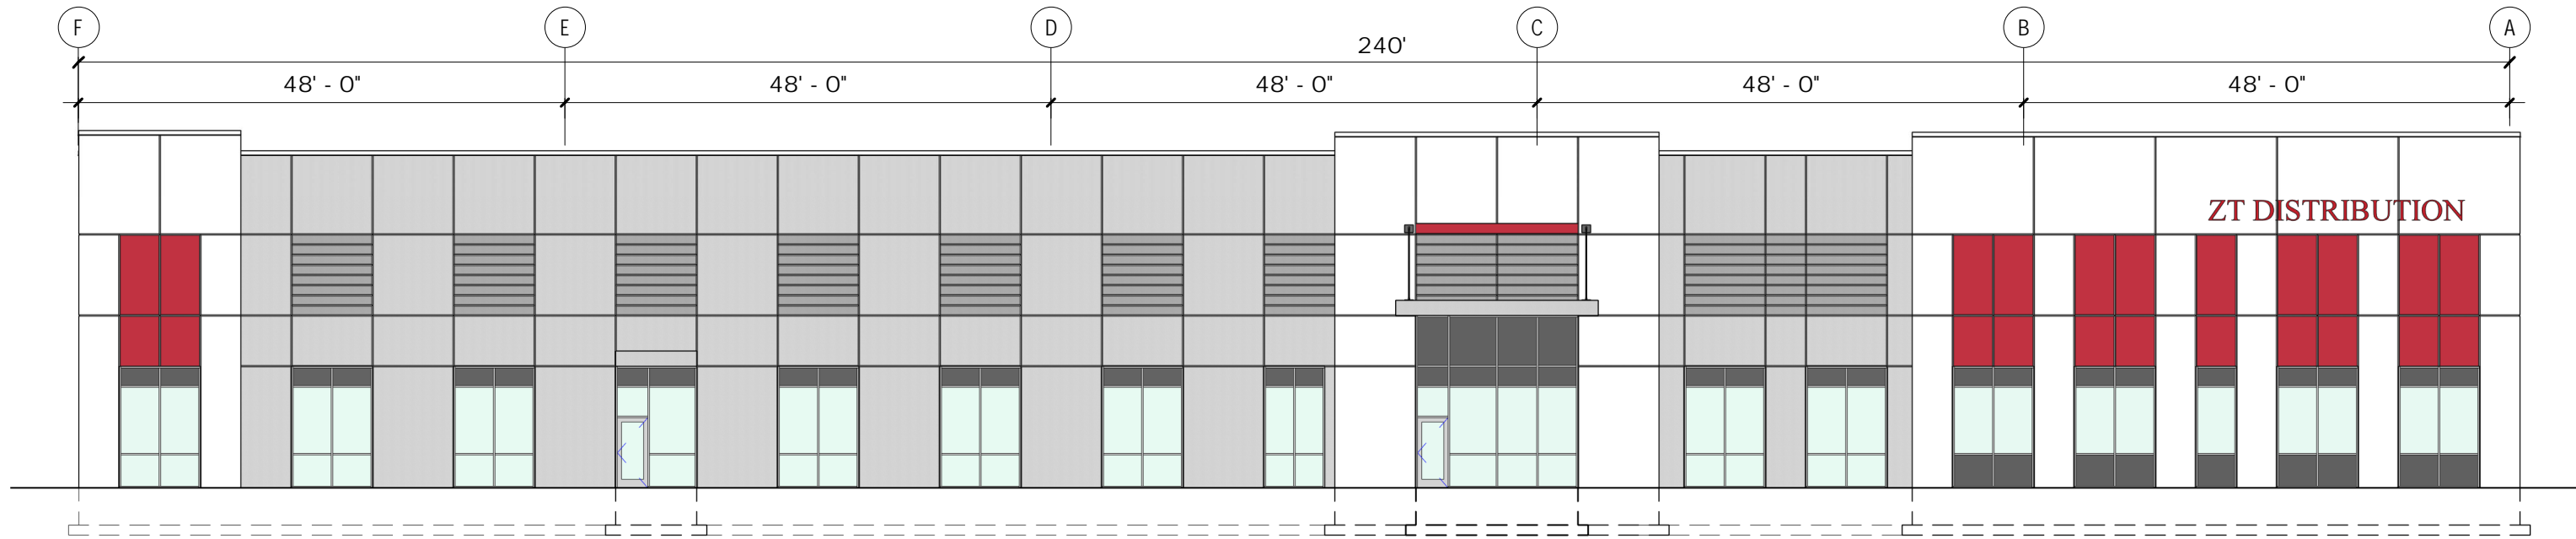 F E D C B A
240'
48' - 0" 48' - 0" 48' - 0" 48' - 0" 48' - 0"
ZT DISTRIBUTION